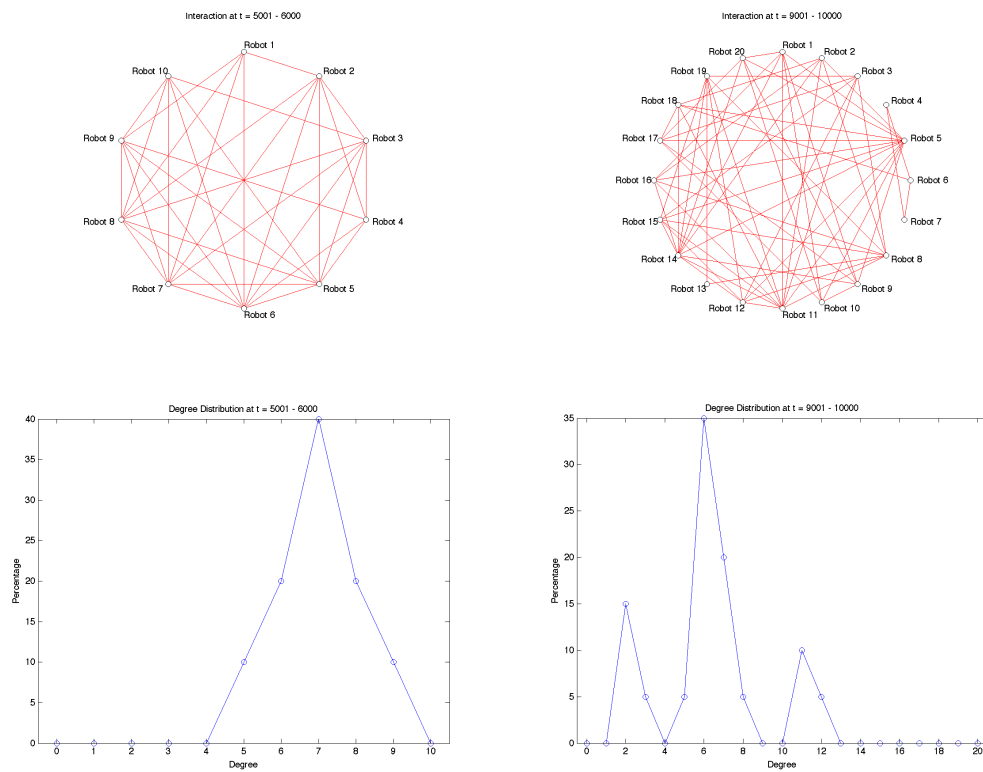 Interaction at t = 5001 - 6000
Robot 1
Robot 2
Robot 3
Robot 4
Robot 5
Robot 6
Robot 7
Robot 8
Robot 9
Robot 10
Interaction at t = 9001 - 10000
Robot 1
Robot 2
Robot 3
Robot 4
Robot 5
Robot 6
Robot 7
Robot 8
Robot 9
Robot 10
Robot 11
Robot 12
Robot 13
Robot 14
Robot 15
Robot 16
Robot 17
Robot 18
Robot 19
Robot 20
Degree Distribution at t = 5001 - 6000
Percentage
40
35
30
25
20
15
10
5
0
0 1 2 3 4 5 6 7 8 9 10
Degree
Degree Distribution at t = 9001 - 10000
Percentage
35
30
25
20
15
10
5
0
0 2 4 6 8 10 12 14 16 18 20
Degree